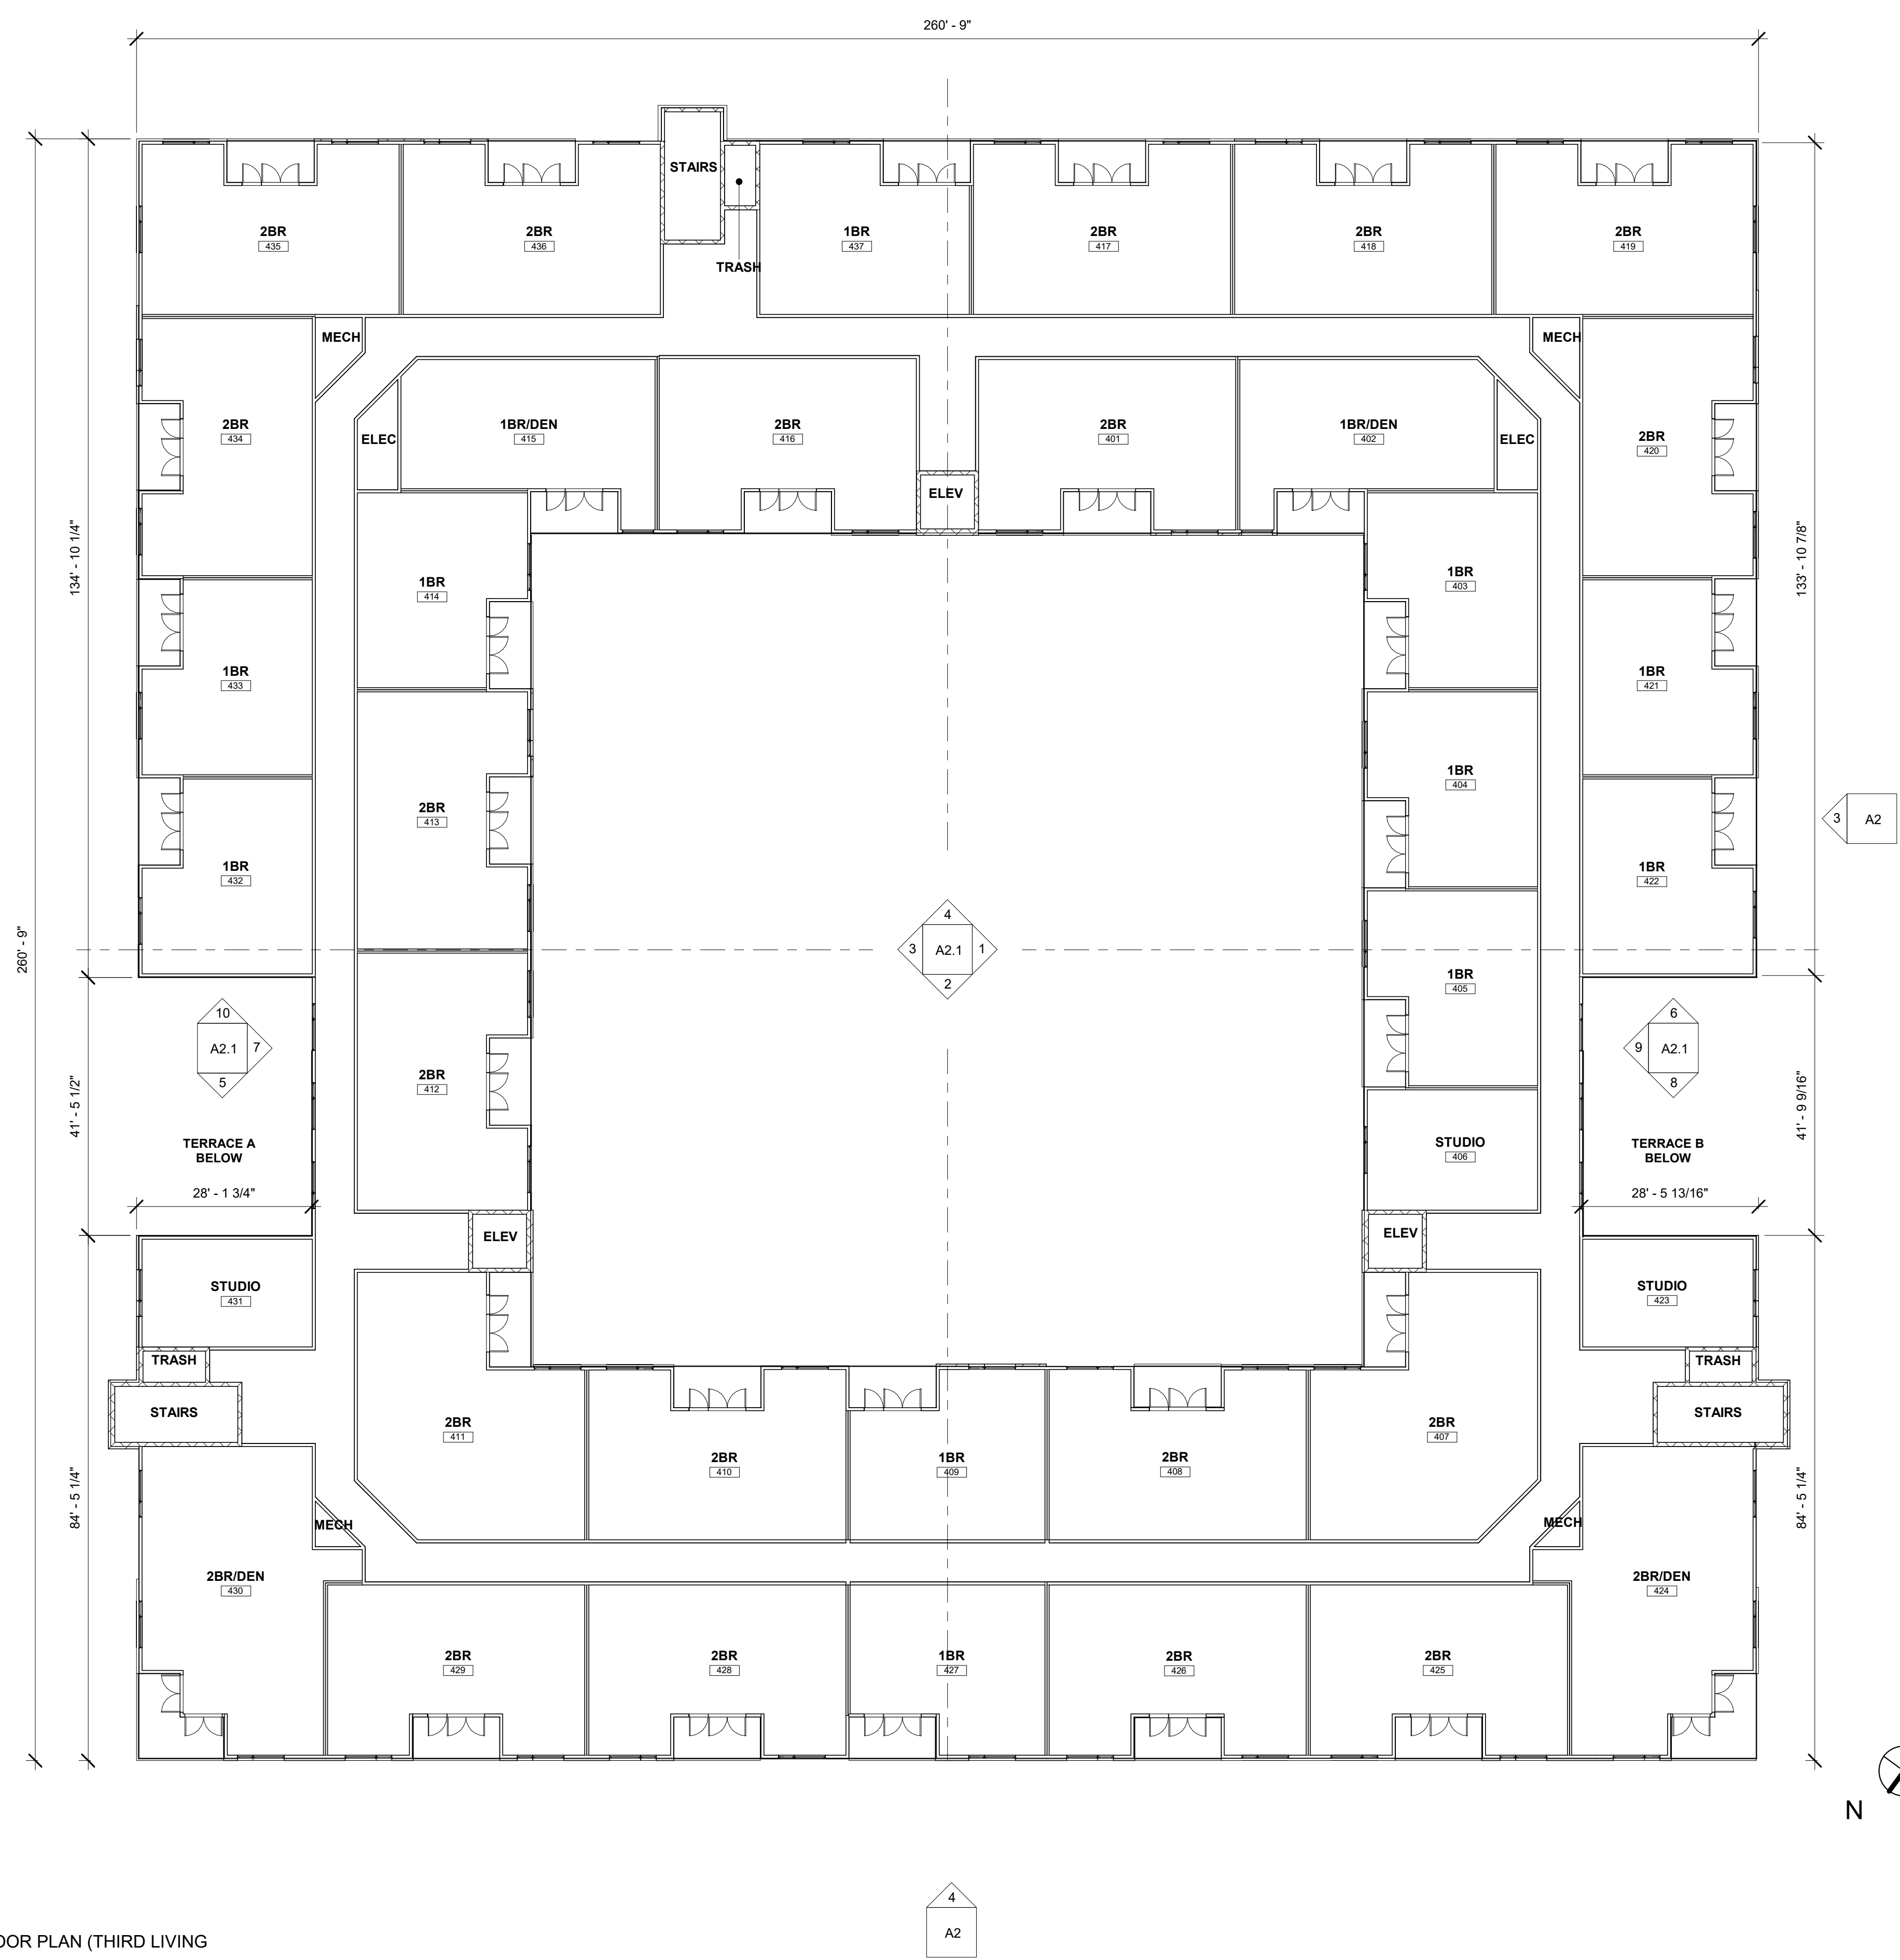 260' - 9"
STAIRS
2BR
435
2BR
436
1BR
437
2BR
417
2BR
418
2BR
419
TRASH
MECH
MECH
2BR
434
ELEC
1BR/DEN
415
2BR
416
2BR
401
1BR/DEN
402
ELEC
2BR
420
ELEV
134' - 10 1/4"
133' - 10 7/8"
1BR
414
1BR
403
1BR
433
1BR
421
2BR
413
1BR
404
3
A2
1BR
432
1BR
422
260' - 9"
4
3
A2.1
1
2
1BR
405
10
A2.1
7
5
6
9
A2.1
8
2BR
412
41' - 5 1/2"
41' - 9 9/16"
TERRACE A
BELOW
STUDIO
406
TERRACE B
BELOW
28' - 1 3/4"
28' - 5 13/16"
ELEV
ELEV
STUDIO
431
STUDIO
423
TRASH
TRASH
STAIRS
STAIRS
2BR
411
2BR
407
2BR
410
1BR
409
2BR
408
84' - 5 1/4"
84' - 5 1/4"
MECH
MECH
2BR/DEN
430
2BR/DEN
424
2BR
429
2BR
428
1BR
427
2BR
426
2BR
425
N
4
A2
OOR PLAN (THIRD LIVING